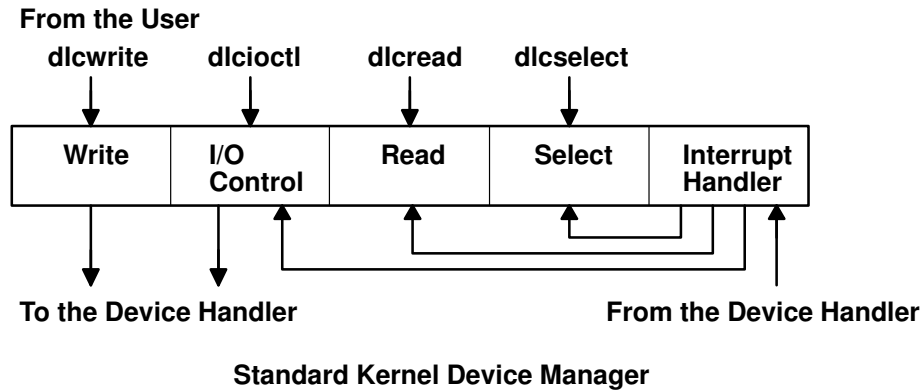 From the User
dlcwrite dlcioctl dlcread dlcselect
Write I/O Control Read Select Interrupt Handler
To the Device Handler From the Device Handler
Standard Kernel Device Manager